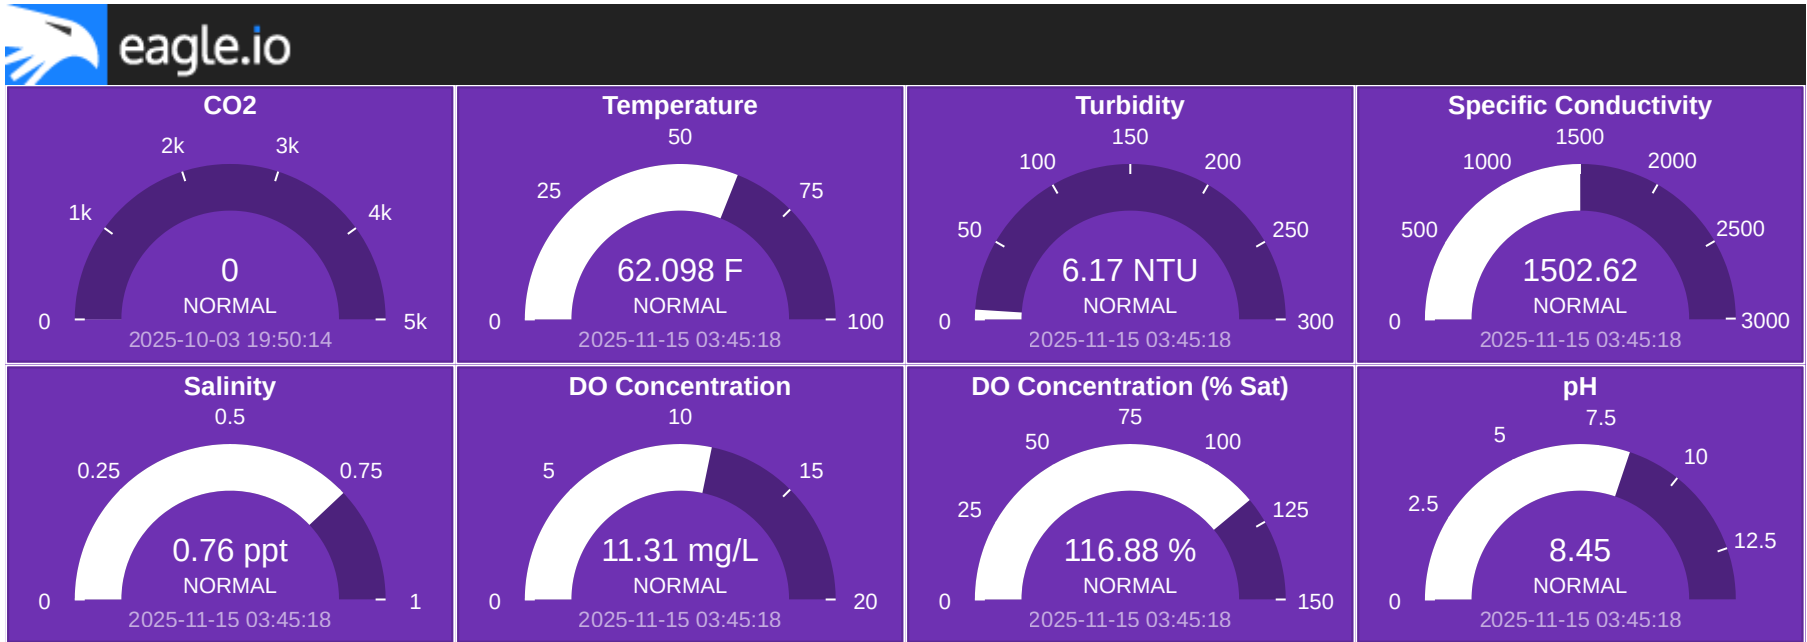 eagle.io
CO2
2k
3k
1k
4k
0
NORMAL
0
5k
2025-10-03 19:50:14
Temperature
50
25
75
62.098 F
NORMAL
0
100
2025-11-15 03:45:18
Turbidity
150
100
200
50
250
6.17 NTU
NORMAL
0
300
2025-11-15 03:45:18
Specific Conductivity
1500
1000
2000
500
2500
1502.62
NORMAL
0
3000
2025-11-15 03:45:18
Salinity
0.5
0.25
0.75
0.76 ppt
NORMAL
0
1
2025-11-15 03:45:18
DO Concentration
10
5
15
11.31 mg/L
NORMAL
0
20
2025-11-15 03:45:18
DO Concentration (% Sat)
75
50
100
25
125
116.88 %
NORMAL
0
150
2025-11-15 03:45:18
pH
7.5
5
10
2.5
12.5
8.45
NORMAL
0
2025-11-15 03:45:18